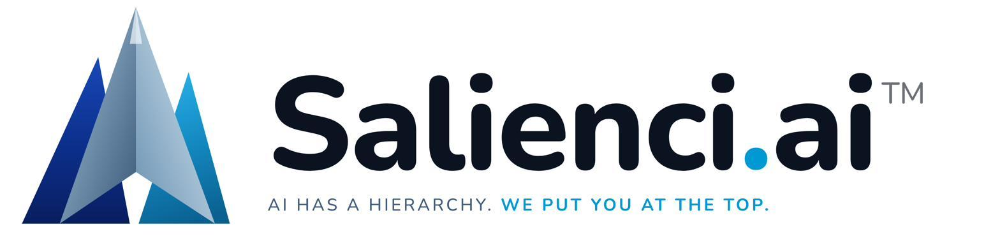 Salienci.ai™
AI HAS A HIERARCHY. WE PUT YOU AT THE TOP.